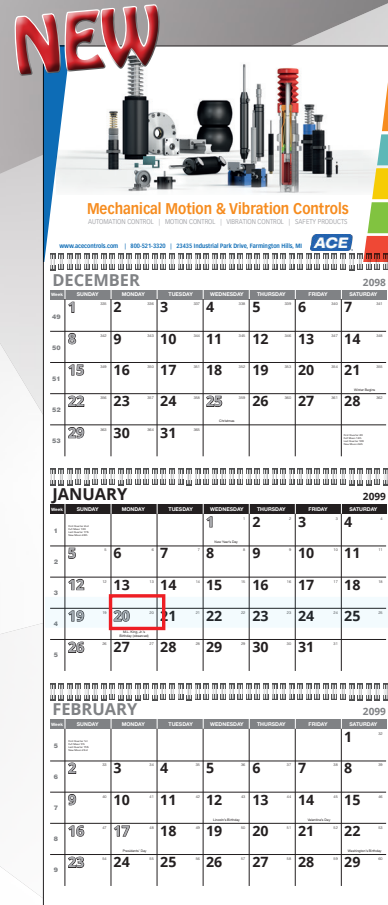 NEW
Mechanical Motion & Vibration Controls
AUTOMATION CONTROL | MOTION CONTROL | VIBRATION CONTROL | SAFETY PRODUCTS
www.acecontrols.com | 800-521-3320 | 23435 Industrial Park Drive, Farmington Hills, MI ACE
DECEMBER 2098
Week SUNDAY MONDAY TUESDAY WEDNESDAY THURSDAY FRIDAY SATURDAY
49 1 2 3 4 5 6 7
50 8 9 10 11 12 13 14
51 15 16 17 18 19 20 21
Winter Begins
52 22 23 24 25 26 27 28
Christmas
53 29 30 31
JANUARY 2099
Week SUNDAY MONDAY TUESDAY WEDNESDAY THURSDAY FRIDAY SATURDAY
1 1 2 3 4
New Year's Day
2 5 6 7 8 9 10 11
3 12 13 14 15 16 17 18
4 19 20 21 22 23 24 25
M.L. King Jr.'s
Birthday (observed)
5 26 27 28 29 30 31
FEBRUARY 2099
Week SUNDAY MONDAY TUESDAY WEDNESDAY THURSDAY FRIDAY SATURDAY
5 1
6 2 3 4 5 6 7 8
7 9 10 11 12 13 14 15
Lincoln's Birthday Valentine's Day
8 16 17 18 19 20 21 22
Presidents' Day Washington's Birthday
9 23 24 25 26 27 28 29